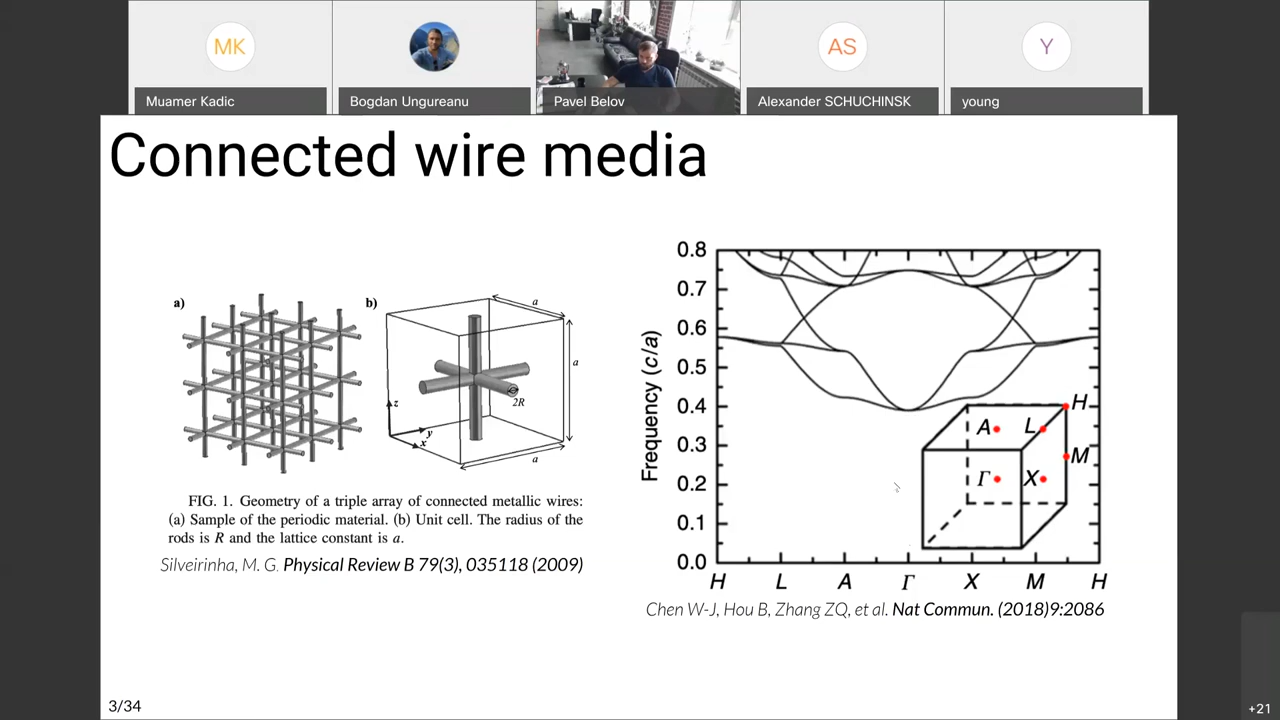 MK
AS
Y
Muamer Kadic
Bogdan Ungureanu
Pavel Belov
Alexander SCHUCHINSK
young
Connected wire media
a)
b)
a
a
a
2R
z
y
x
FIG. 1. Geometry of a triple array of connected metallic wires:
(a) Sample of the periodic material. (b) Unit cell. The radius of the
rods is R and the lattice constant is a.
Silveirinha, M. G. Physical Review B 79(3), 035118 (2009)
Frequency (c/a)
0.8
0.7
0.6
0.5
0.4
0.3
0.2
0.1
0.0
H L A Γ X M H
H
A L
M
Γ X
Chen W-J, Hou B, Zhang ZQ, et al. Nat Commun. (2018)9:2086
3/34
+21